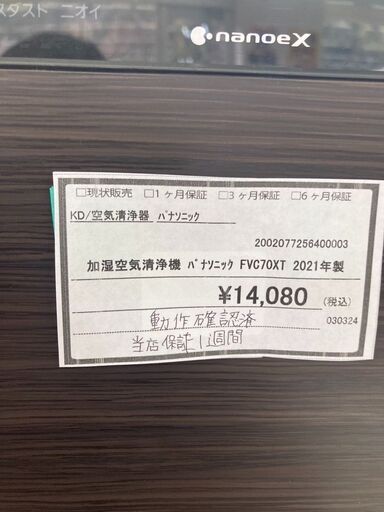 スタスト ニオイ
nanoeX
□現状販売 □1ヶ月保証 □3ヶ月保証 □6ヶ月保証
KD/空気清浄器 ﾊﾟﾅｿﾆｯｸ
2002077256400003
加湿空気清浄機 ﾊﾟﾅｿﾆｯｸ FVC70XT 2021年製
¥14,080 (税込)
動作確認済 030324
当店保証1週間